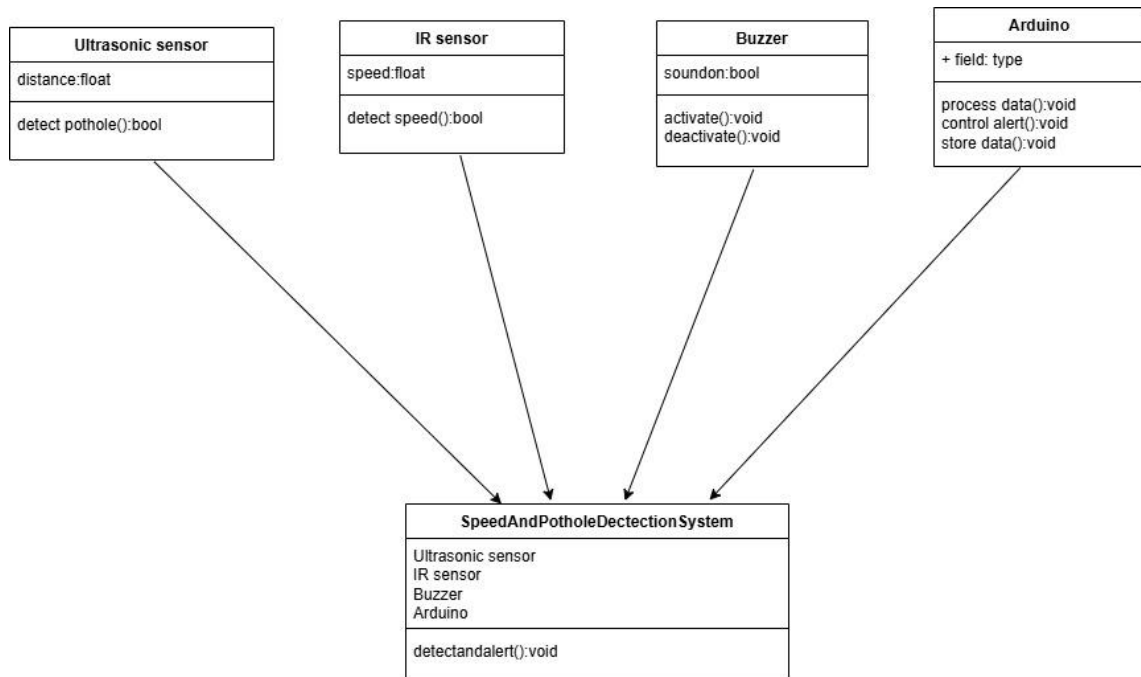 Ultrasonic sensor
distance:float
detect pothole():bool
IR sensor
speed:float
detect speed():bool
Buzzer
soundon:bool
activate():void
deactivate():void
Arduino
+ field: type
process data():void
control alert():void
store data():void
SpeedAndPotholeDectectionSystem
Ultrasonic sensor
IR sensor
Buzzer
Arduino
detectandalert():void